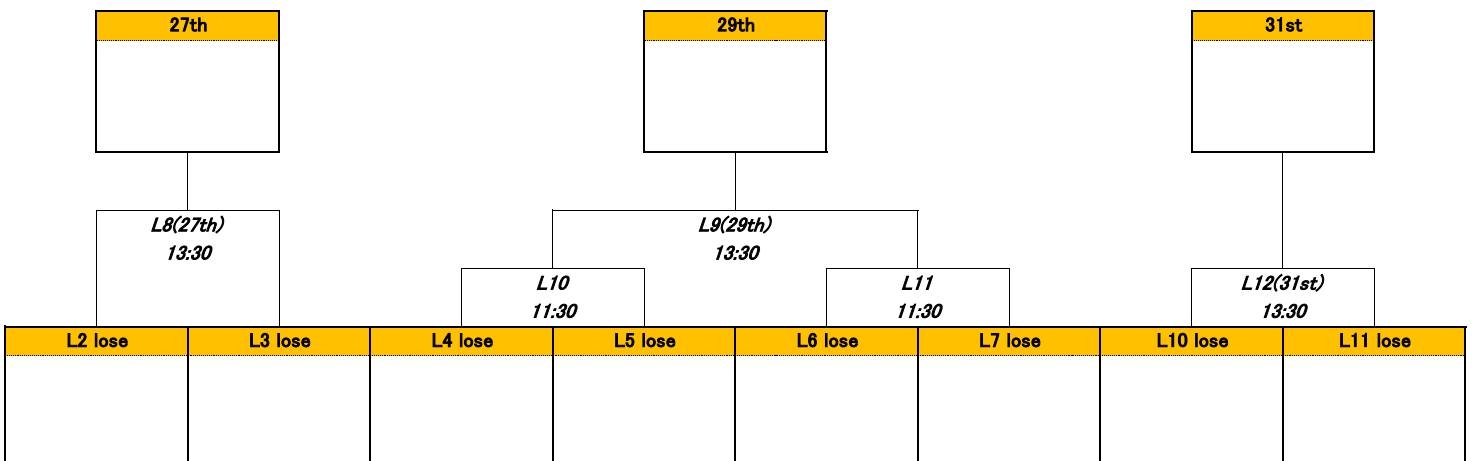 27th
29th
31st
L8(27th)
13:30
L9(29th)
13:30
L10
11:30
L11
11:30
L12(31st)
13:30
L2 lose
L3 lose
L4 lose
L5 lose
L6 lose
L7 lose
L10 lose
L11 lose